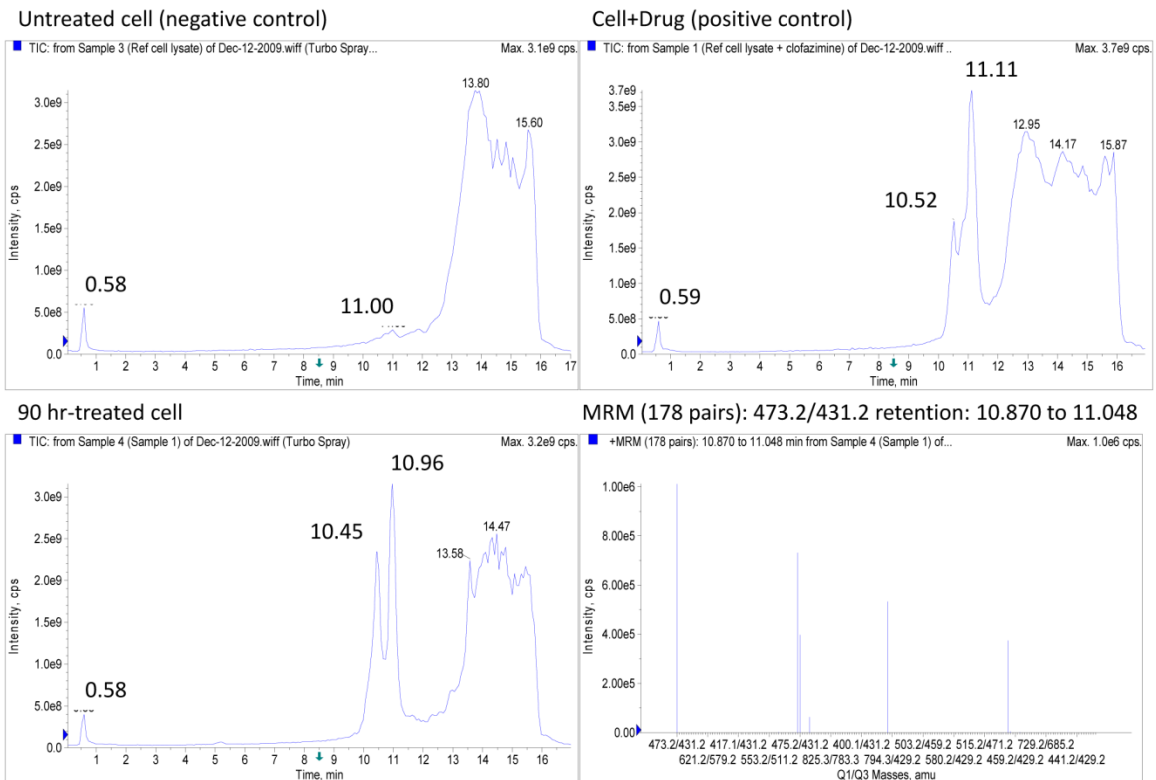 Untreated cell (negative control)
TIC: from Sample 3 (Ref cell lysate) of Dec-12-2009.wiff (Turbo Spray...
Max. 3.1e9 cps.
13.80
15.60
3.0e9
2.5e9
2.0e9
1.5e9
1.0e9
5.0e8
0.0
0.58
11.00
Intensity, cps
1 2 3 4 5 6 7 8 9 10 11 12 13 14 15 16 17
Time, min
Cell+Drug (positive control)
TIC: from Sample 1 (Ref cell lysate + clofazimine) of Dec-12-2009.wiff ..
Max. 3.7e9 cps.
11.11
12.95
14.17
15.87
10.52
0.59
3.7e9
3.5e9
3.0e9
2.5e9
2.0e9
1.5e9
1.0e9
5.0e8
0.0
Intensity, cps
1 2 3 4 5 6 7 8 9 10 11 12 13 14 15 16
Time, min
90 hr-treated cell
TIC: from Sample 4 (Sample 1) of Dec-12-2009.wiff (Turbo Spray)
Max. 3.2e9 cps.
10.96
10.45
13.58
14.47
0.58
3.0e9
2.5e9
2.0e9
1.5e9
1.0e9
5.0e8
0.0
Intensity, cps
1 2 3 4 5 6 7 8 9 10 11 12 13 14 15 16
Time, min
MRM (178 pairs): 473.2/431.2 retention: 10.870 to 11.048
+MRM (178 pairs): 10.870 to 11.048 min from Sample 4 (Sample 1) of...
Max. 1.0e6 cps.
1.00e6
8.00e5
6.00e5
4.00e5
2.00e5
0.00
Intensity, cps
473.2/431.2 417.1/431.2 475.2/431.2 400.1/431.2 503.2/459.2 515.2/471.2 729.2/685.2
621.2/579.2 553.2/511.2 825.3/783.3 794.3/429.2 580.2/429.2 459.2/429.2 441.2/429.2
Q1/Q3 Masses, amu